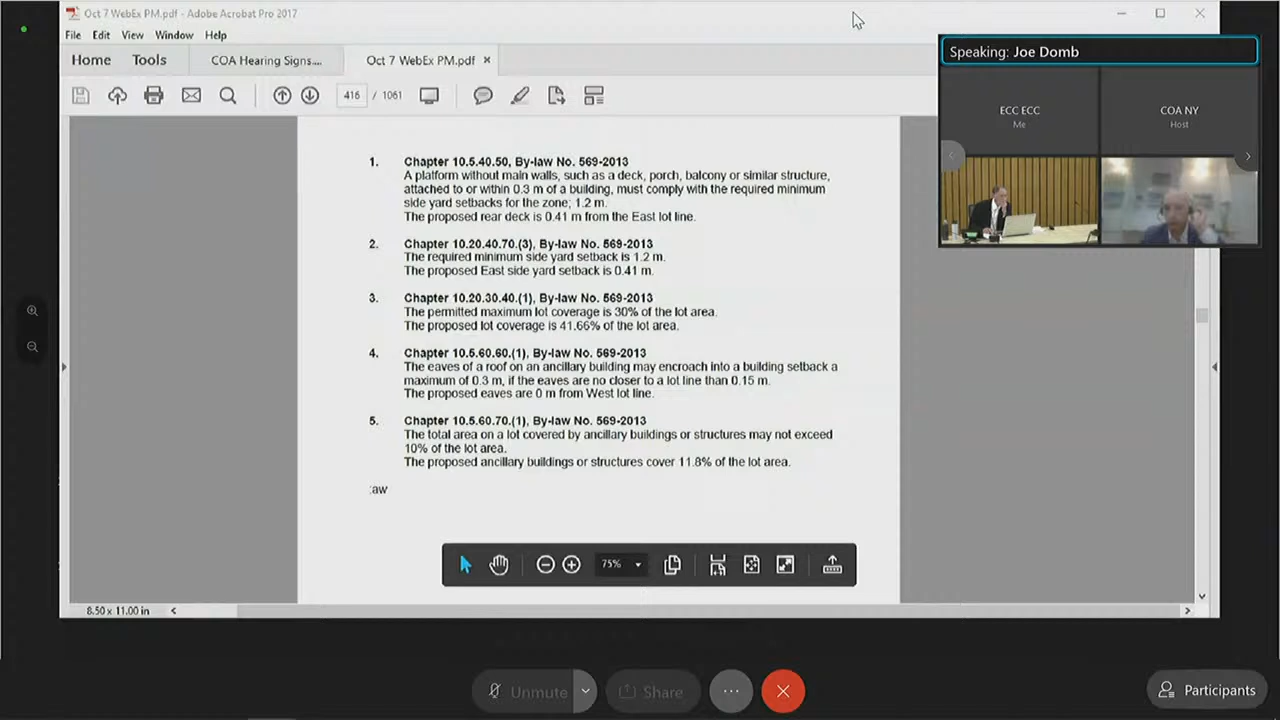 Oct 7 WebEx PM.pdf - Adobe Acrobat Pro 2017
File Edit View Window Help
Home Tools COA Hearing Signs.... Oct 7 WebEx PM.pdf ×
416 / 1061
Speaking: Joe Domb
ECC ECC
Me
COA NY
Host
1. Chapter 10.5.40.50, By-law No. 569-2013
A platform without main walls, such as a deck, porch, balcony or similar structure,
attached to or within 0.3 m of a building, must comply with the required minimum
side yard setbacks for the zone; 1.2 m.
The proposed rear deck is 0.41 m from the East lot line.
2. Chapter 10.20.40.70.(3), By-law No. 569-2013
The required minimum side yard setback is 1.2 m.
The proposed East side yard setback is 0.41 m.
3. Chapter 10.20.30.40.(1), By-law No. 569-2013
The permitted maximum lot coverage is 30% of the lot area.
The proposed lot coverage is 41.66% of the lot area.
4. Chapter 10.5.60.60.(1), By-law No. 569-2013
The eaves of a roof on an ancillary building may encroach into a building setback a
maximum of 0.3 m, if the eaves are no closer to a lot line than 0.15 m.
The proposed eaves are 0 m from West lot line.
5. Chapter 10.5.60.70.(1), By-law No. 569-2013
The total area on a lot covered by ancillary buildings or structures may not exceed
10% of the lot area.
The proposed ancillary buildings or structures cover 11.8% of the lot area.
:aw
75%
8.50 x 11.00 in
Unmute Share ... Participants